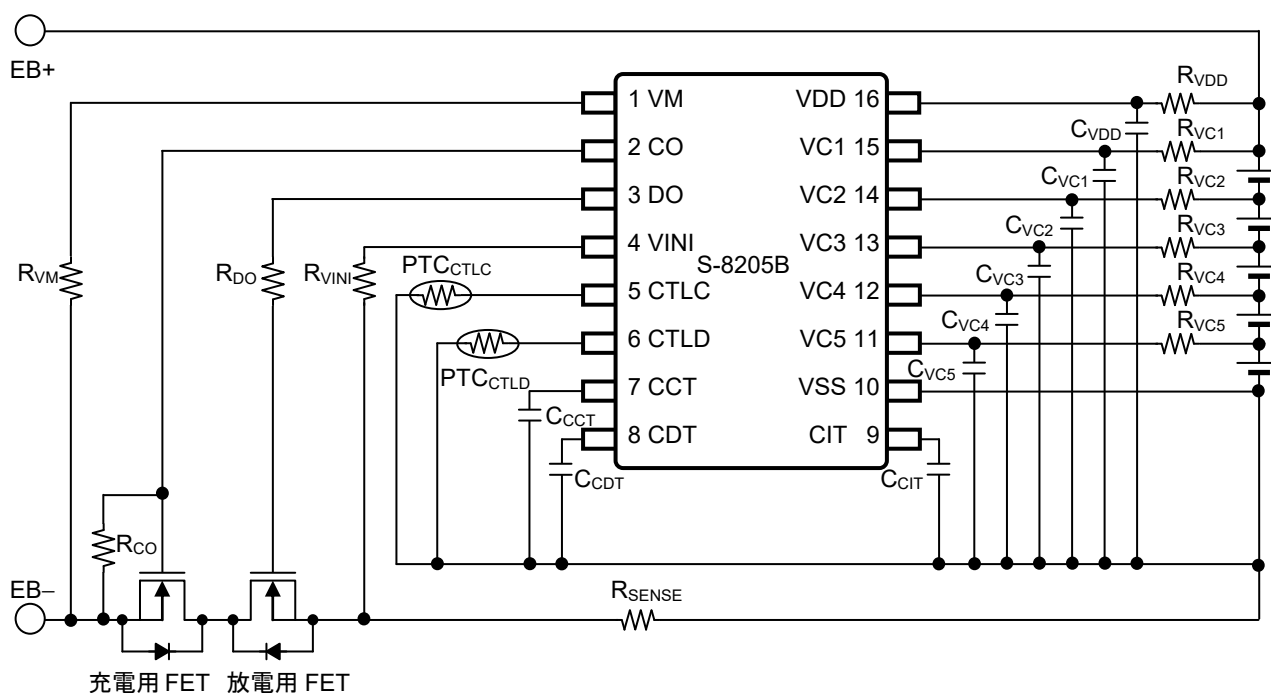 EB+
1 VM
VDD 16
RVDD
CVDD
2 CO
VC1 15
RVC1
CVC1
3 DO
VC2 14
RVC2
CVC2
4 VINI
VC3 13
RVC3
S-8205B
CVC3
RVM
RDO
RVINI
PTCCTLC
5 CTLC
VC4 12
RVC4
CVC4
6 CTLD
VC5 11
RVC5
CVC5
PTCCTLD
7 CCT
VSS 10
CCCT
8 CDT
CIT 9
CCDT
CCIT
RCO
EB−
RSENSE
充電用 FET 放電用 FET